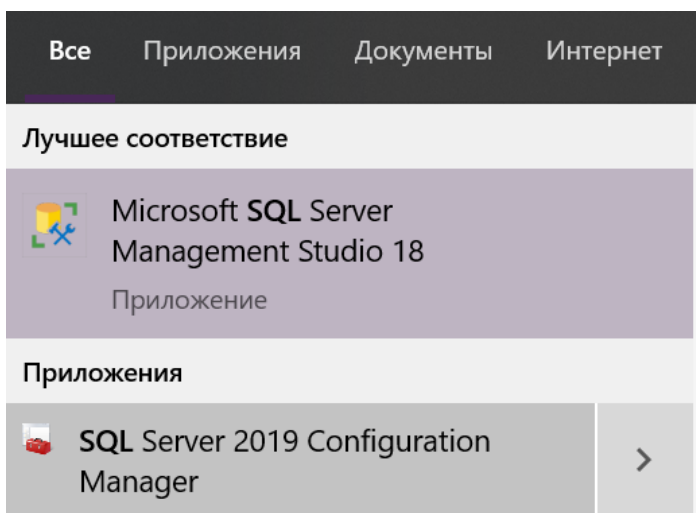 Все Приложения Документы Интернет
Лучшее соответствие
Microsoft SQL Server
Management Studio 18
Приложение
Приложения
SQL Server 2019 Configuration
Manager